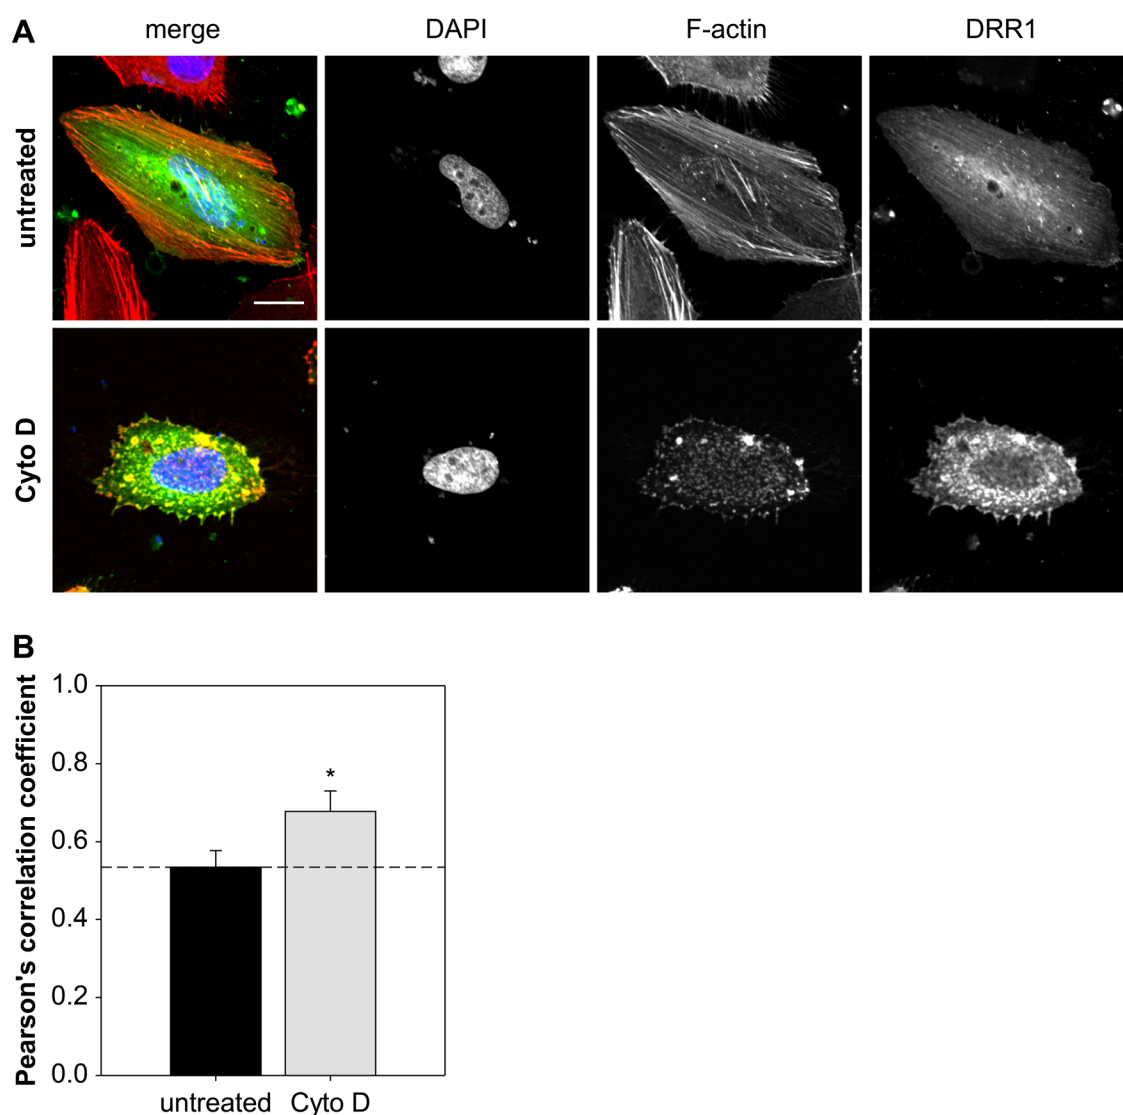 A
merge
DAPI
F-actin
DRR1
untreated
Cyto D
B
Pearson's correlation coefficient
1.0
0.8
0.6
0.4
0.2
0.0
*
untreated
Cyto D